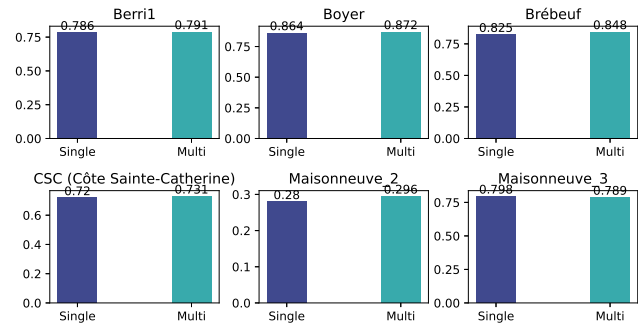 Berri1
0.786
0.791
0.75
0.50
0.25
0.00
Single
Multi
Boyer
0.864
0.872
0.75
0.50
0.25
0.00
Single
Multi
Brébeuf
0.825
0.848
0.75
0.50
0.25
0.00
Single
Multi
CSC (Côte Sainte-Catherine)
0.72
0.731
0.6
0.4
0.2
0.0
Single
Multi
Maisonneuve_2
0.28
0.296
0.3
0.2
0.1
0.0
Single
Multi
Maisonneuve_3
0.798
0.789
0.75
0.50
0.25
0.00
Single
Multi